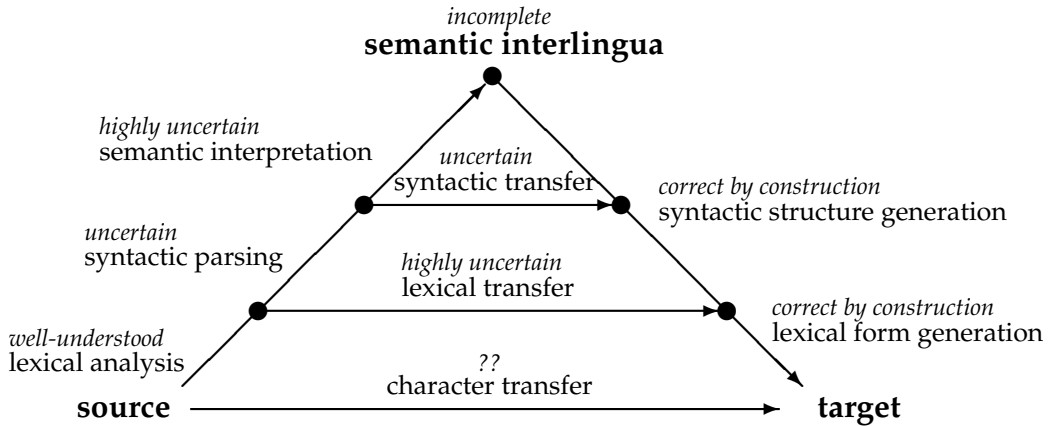 incomplete
semantic interlingua
highly uncertain
semantic interpretation
uncertain
syntactic transfer
correct by construction
syntactic structure generation
uncertain
syntactic parsing
highly uncertain
lexical transfer
correct by construction
lexical form generation
well-understood
lexical analysis
??
character transfer
source
target